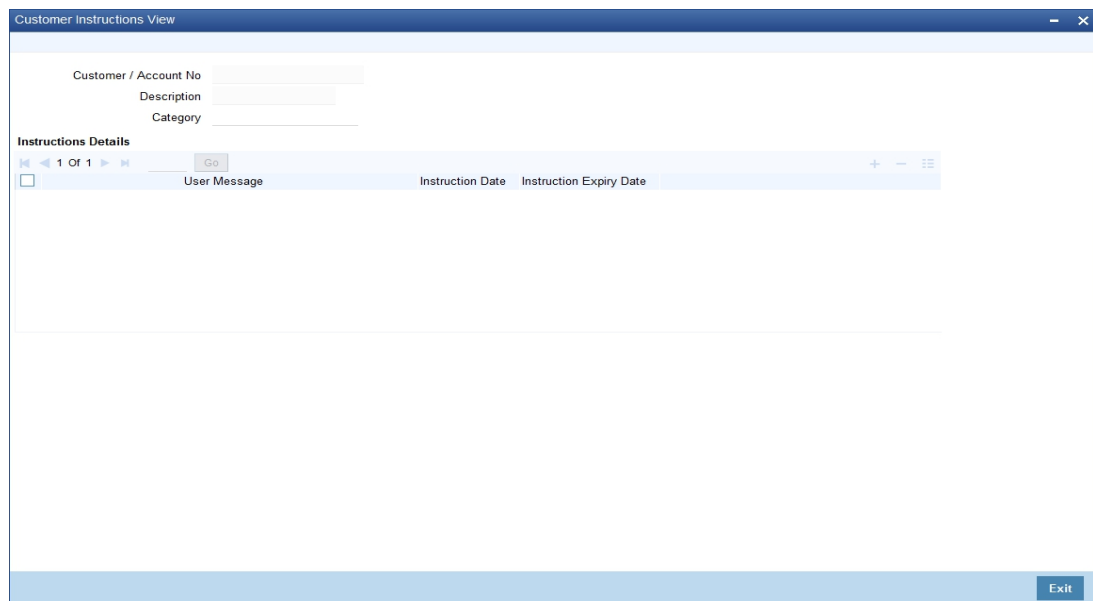 Customer Instructions View
Customer / Account No
Description
Category
Instructions Details
1 Of 1 Go
User Message Instruction Date Instruction Expiry Date
Exit